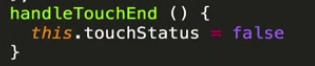 handleTouchEnd () {
  this.touchStatus = false
}